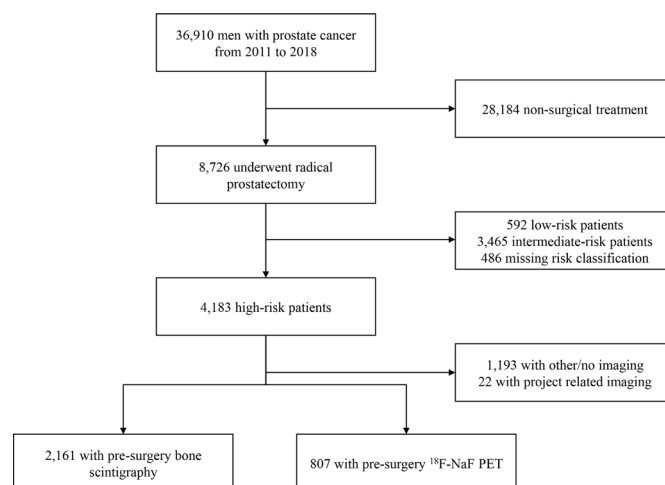 36,910 men with prostate cancer
from 2011 to 2018
28,184 non-surgical treatment
8,726 underwent radical
prostatectomy
592 low-risk patients
3,465 intermediate-risk patients
486 missing risk classification
4,183 high-risk patients
1,193 with other/no imaging
22 with project related imaging
2,161 with pre-surgery bone
scintigraphy
807 with pre-surgery ¹⁸F-NaF PET